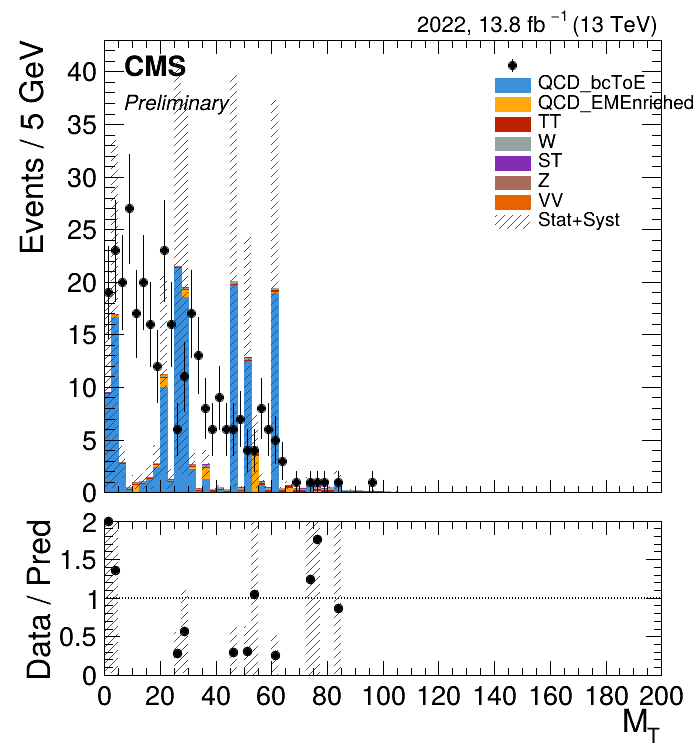 2022, 13.8 fb⁻¹ (13 TeV)
CMS
Preliminary
QCD_bcToE
QCD_EMEnriehed
TT
W
ST
Z
VV
Stat+Syst
Events / 5 GeV
40
35
30
25
20
15
10
5
0
Data / Pred
2
1.5
1
0.5
0
0 20 40 60 80 100 120 140 160 180 200
M_T